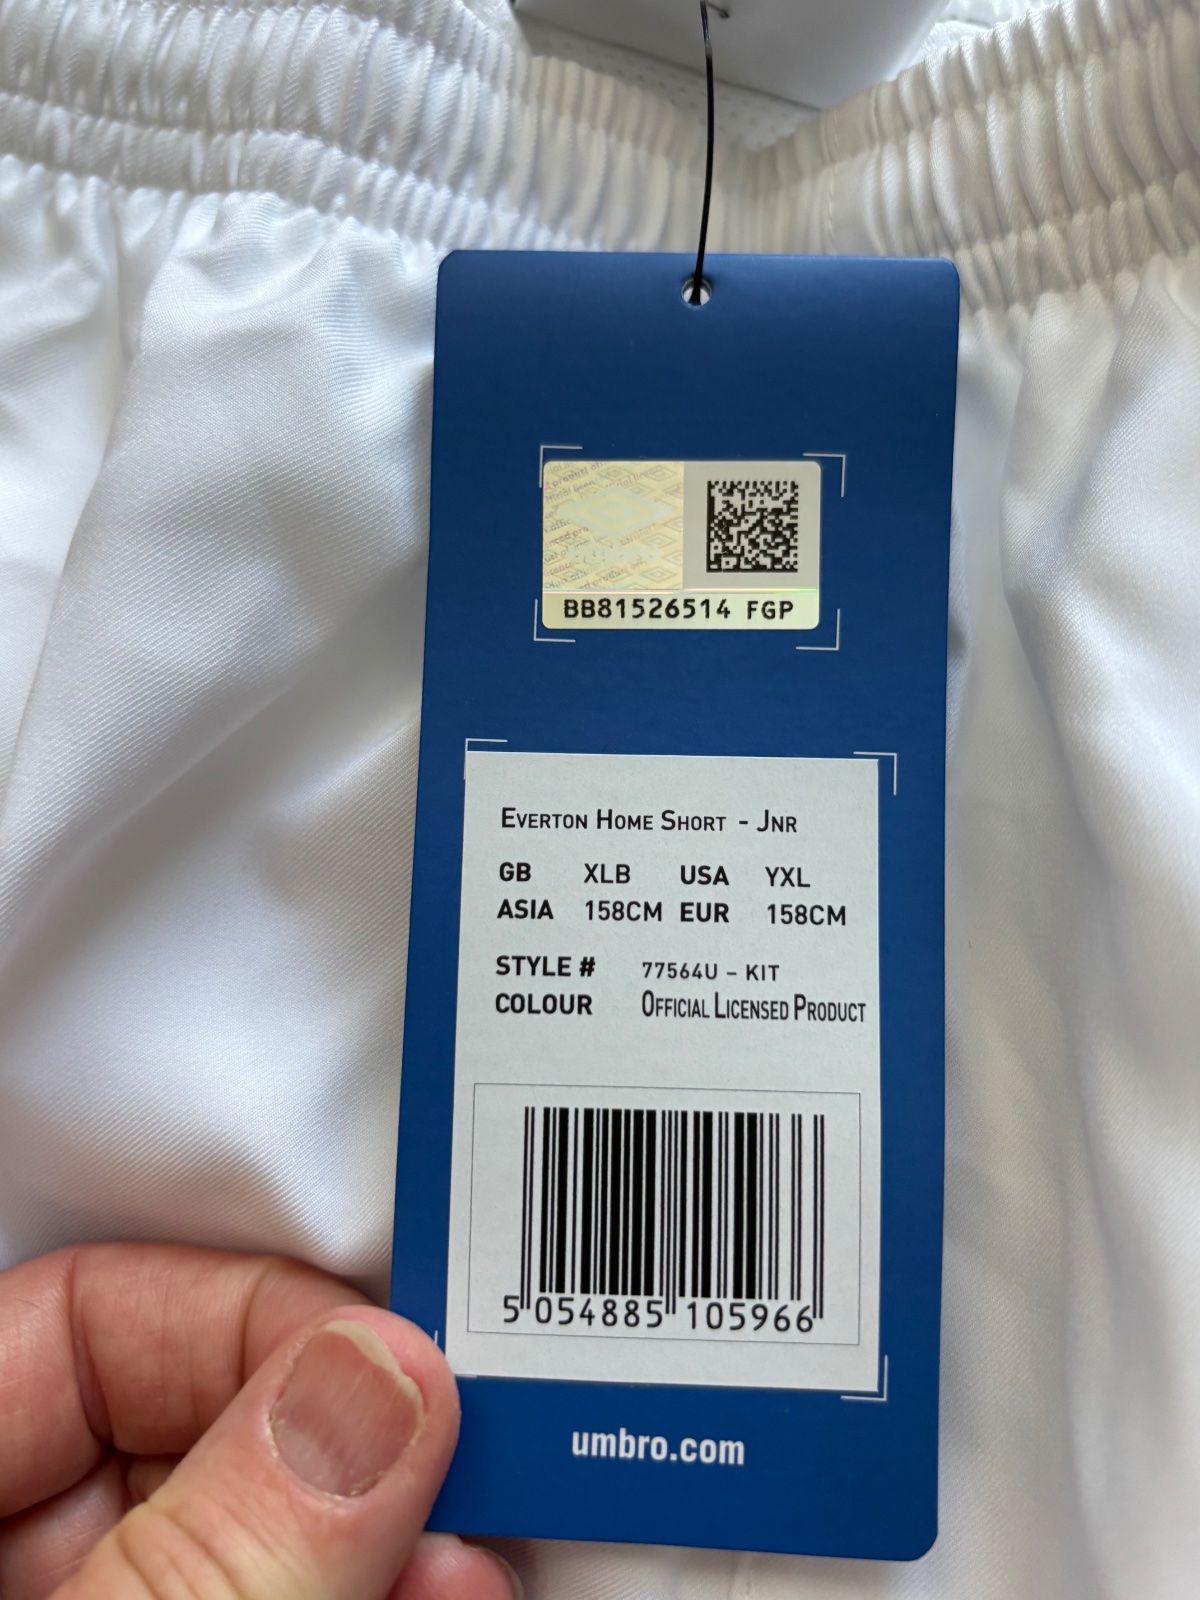 BB81526514 FGP
EVERTON HOME SHORT - JNR
GB XLB USA YXL
ASIA 158CM EUR 158CM
STYLE # 77564U - KIT
COLOUR OFFICIAL LICENSED PRODUCT
5 054885 105966
umbro.com